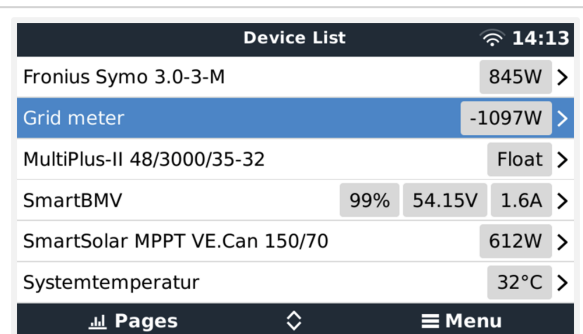 Device List 14:13
Fronius Symo 3.0-3-M 845W
Grid meter -1097W
MultiPlus-II 48/3000/35-32 Float
SmartBMV 99% 54.15V 1.6A
SmartSolar MPPT VE.Can 150/70 612W
Systemtemperatur 32°C
Pages Menu